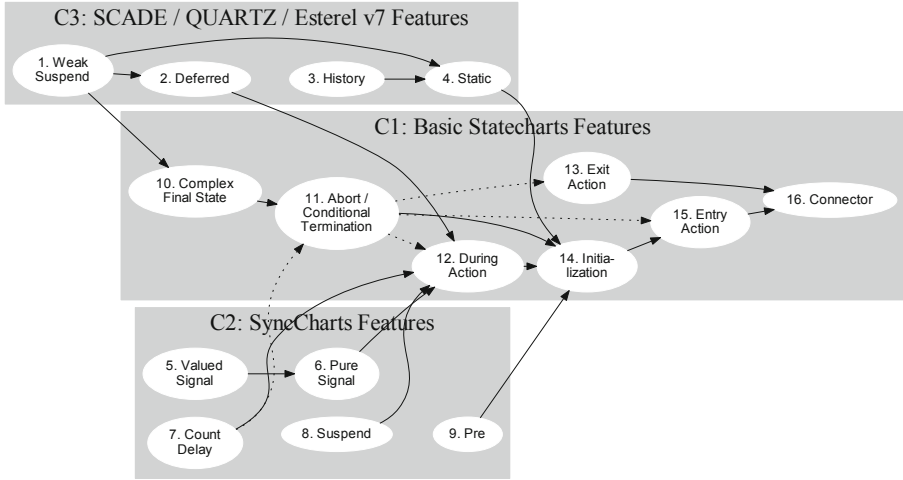 C3: SCADE / QUARTZ / Esterel v7 Features
1. Weak
Suspend
2. Deferred
3. History
4. Static
C1: Basic Statecharts Features
10. Complex
Final State
11. Abort /
Conditional
Termination
12. During
Action
13. Exit
Action
14. Initia-
lization
15. Entry
Action
16. Connector
C2: SyncCharts Features
5. Valued
Signal
6. Pure
Signal
7. Count
Delay
8. Suspend
9. Pre